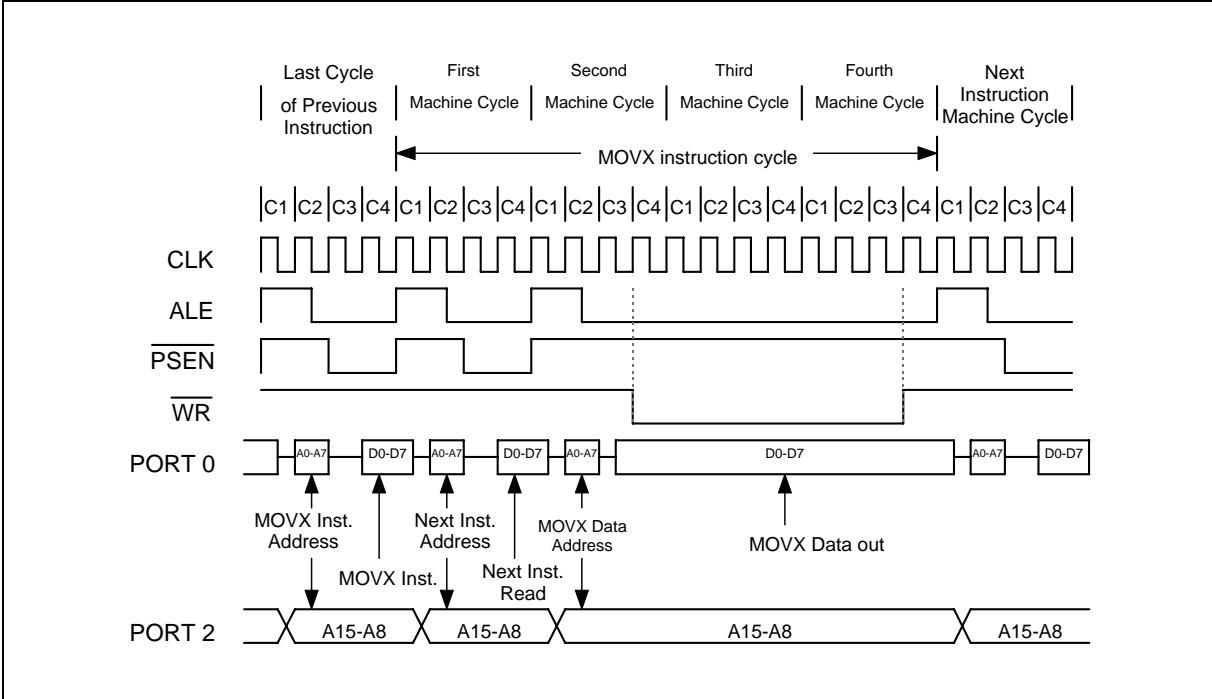 Last Cycle
of Previous
Instruction
First
Machine Cycle
Second
Machine Cycle
Third
Machine Cycle
Fourth
Machine Cycle
Next
Instruction
Machine Cycle
MOVX instruction cycle
C1 C2 C3 C4 C1 C2 C3 C4 C1 C2 C3 C4 C1 C2 C3 C4 C1 C2 C3 C4 C1 C2 C3 C4
CLK
ALE
PSEN
WR
PORT 0
A0-A7 D0-D7 A0-A7 D0-D7 A0-A7 D0-D7 A0-A7 D0-D7
MOVX Inst.
Address
MOVX Inst.
Next Inst.
Address
Next Inst.
Read
MOVX Data
Address
MOVX Data out
PORT 2
A15-A8 A15-A8 A15-A8 A15-A8